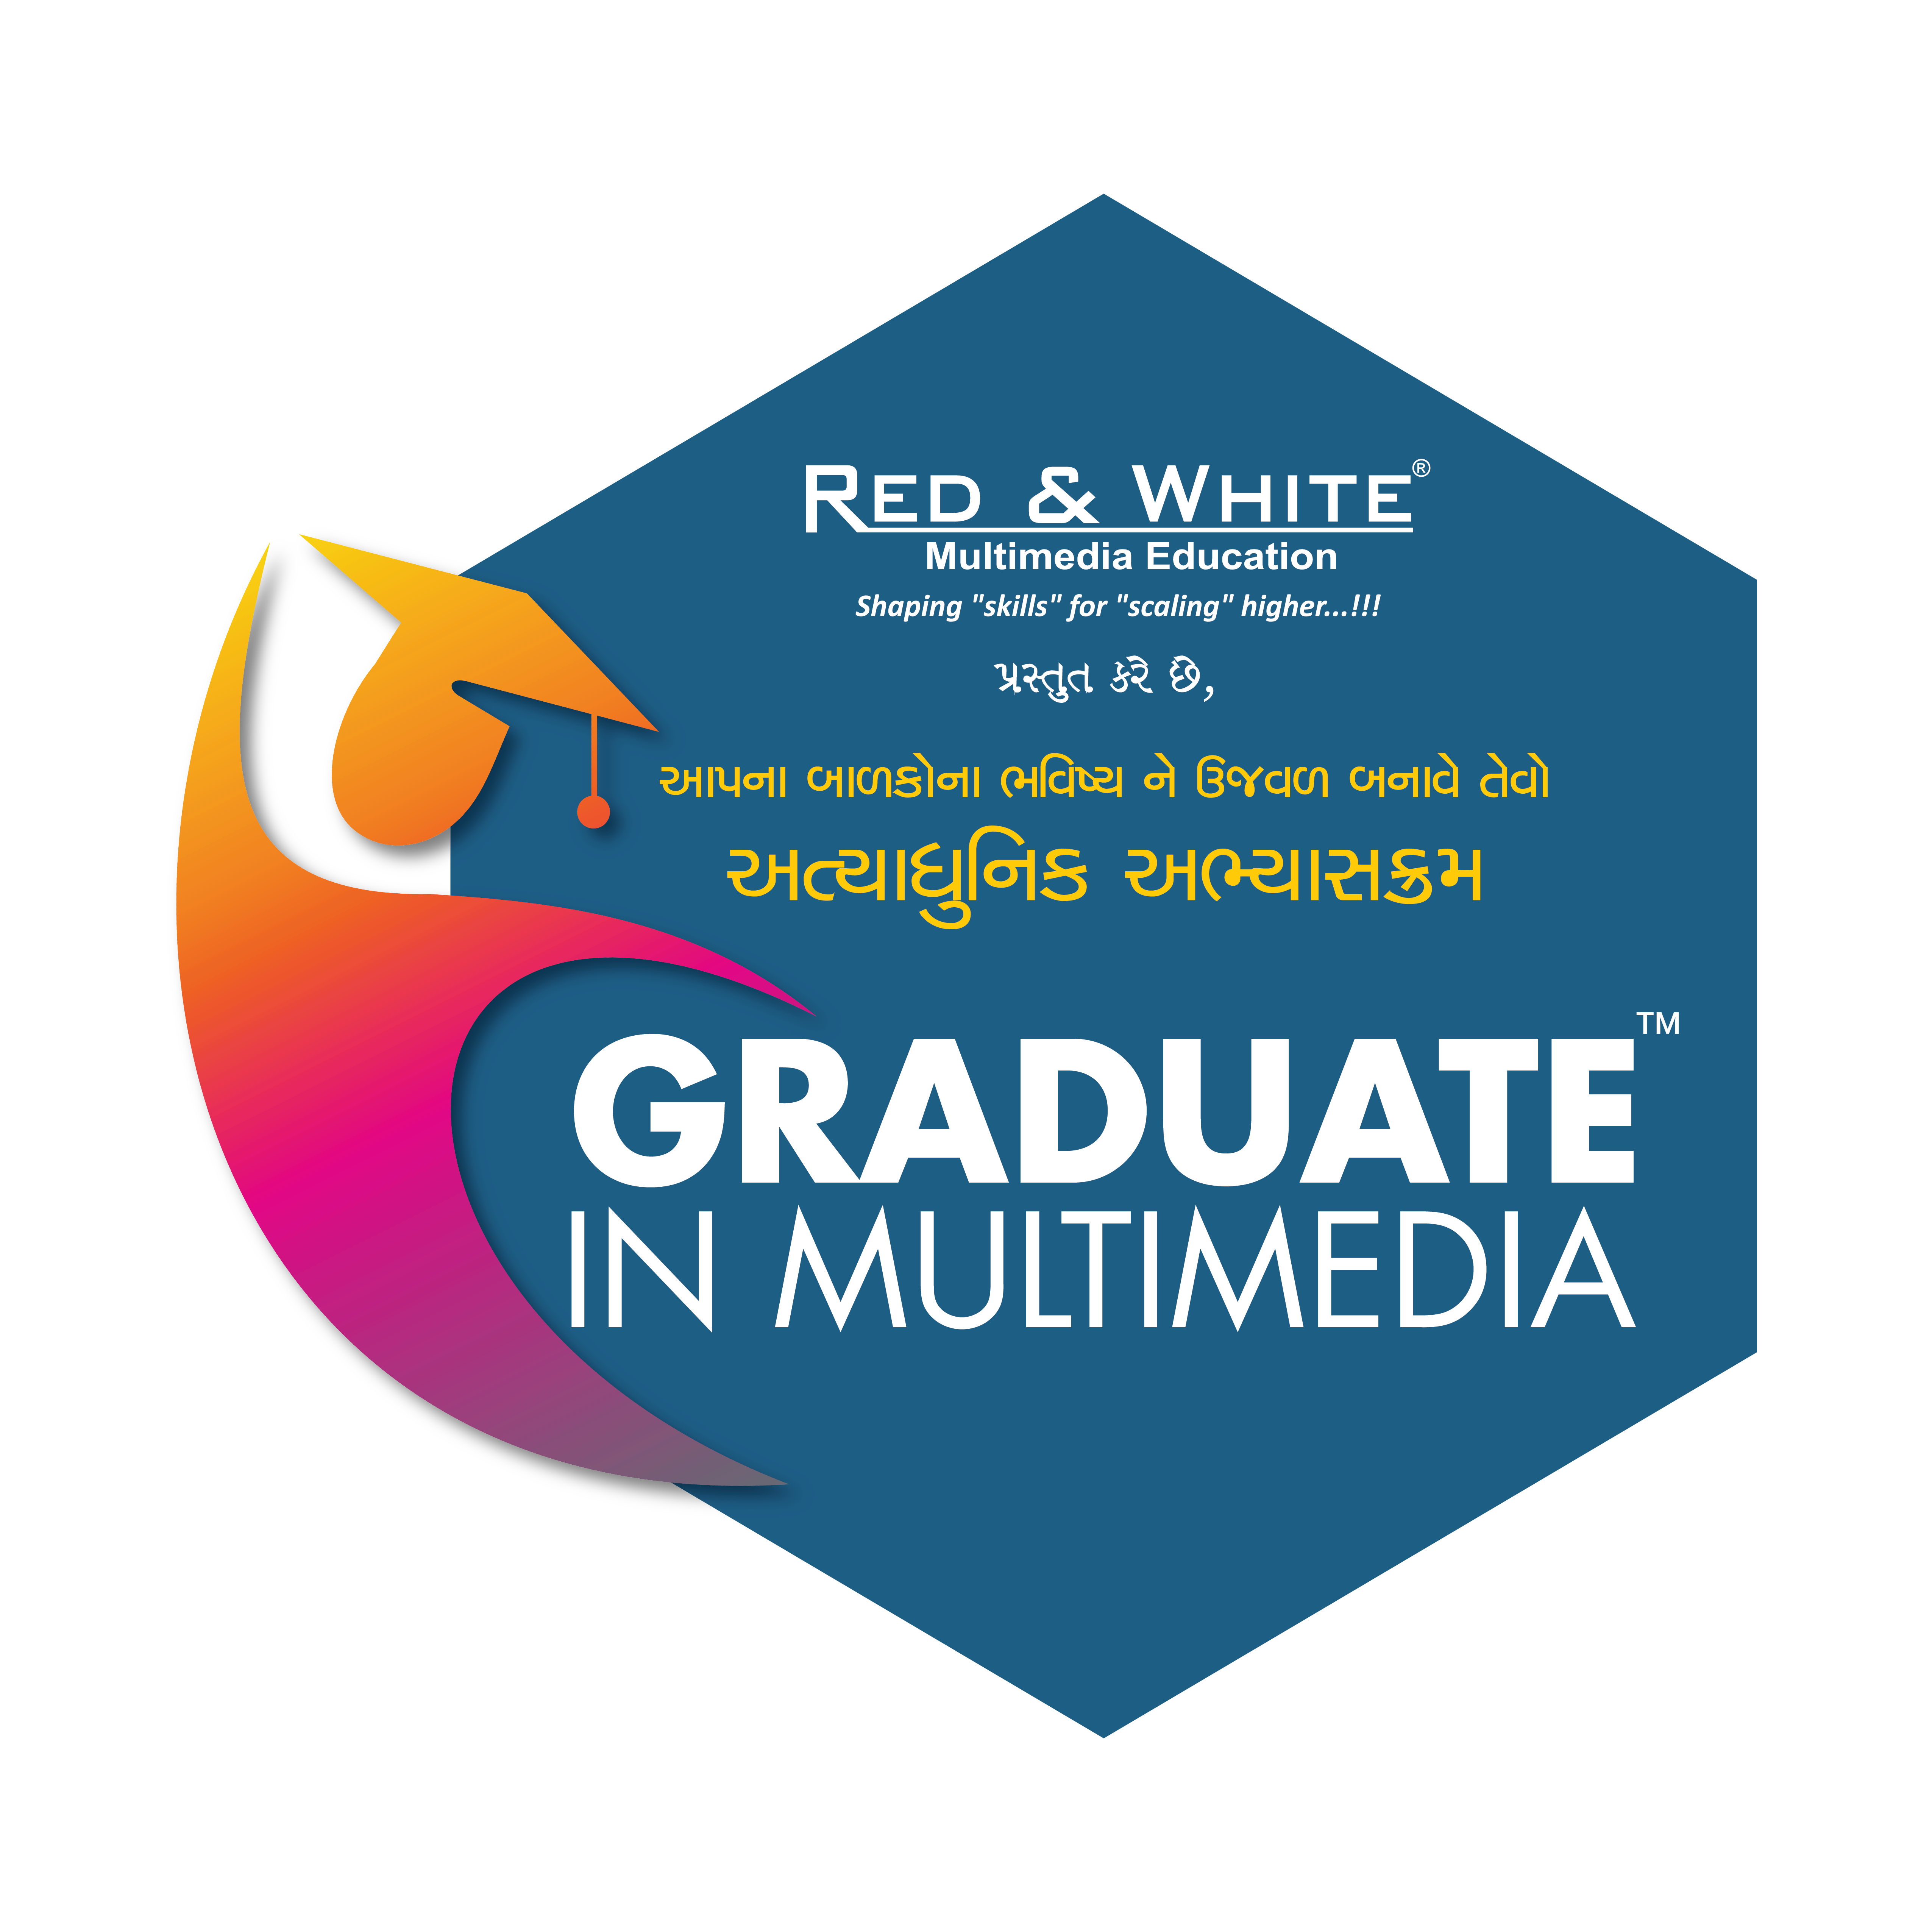 RED & WHITE®
Multimedia Education
Shaping "skills" for "scaling" higher...!!!
પ્રસ્તુત કરે છે,
આપના બાળકોના ભવિષ્ય ને ઉજવળ બનાવે તેવો
અત્યાધુનિક અભ્યાસક્રમ
GRADUATE™
IN MULTIMEDIA